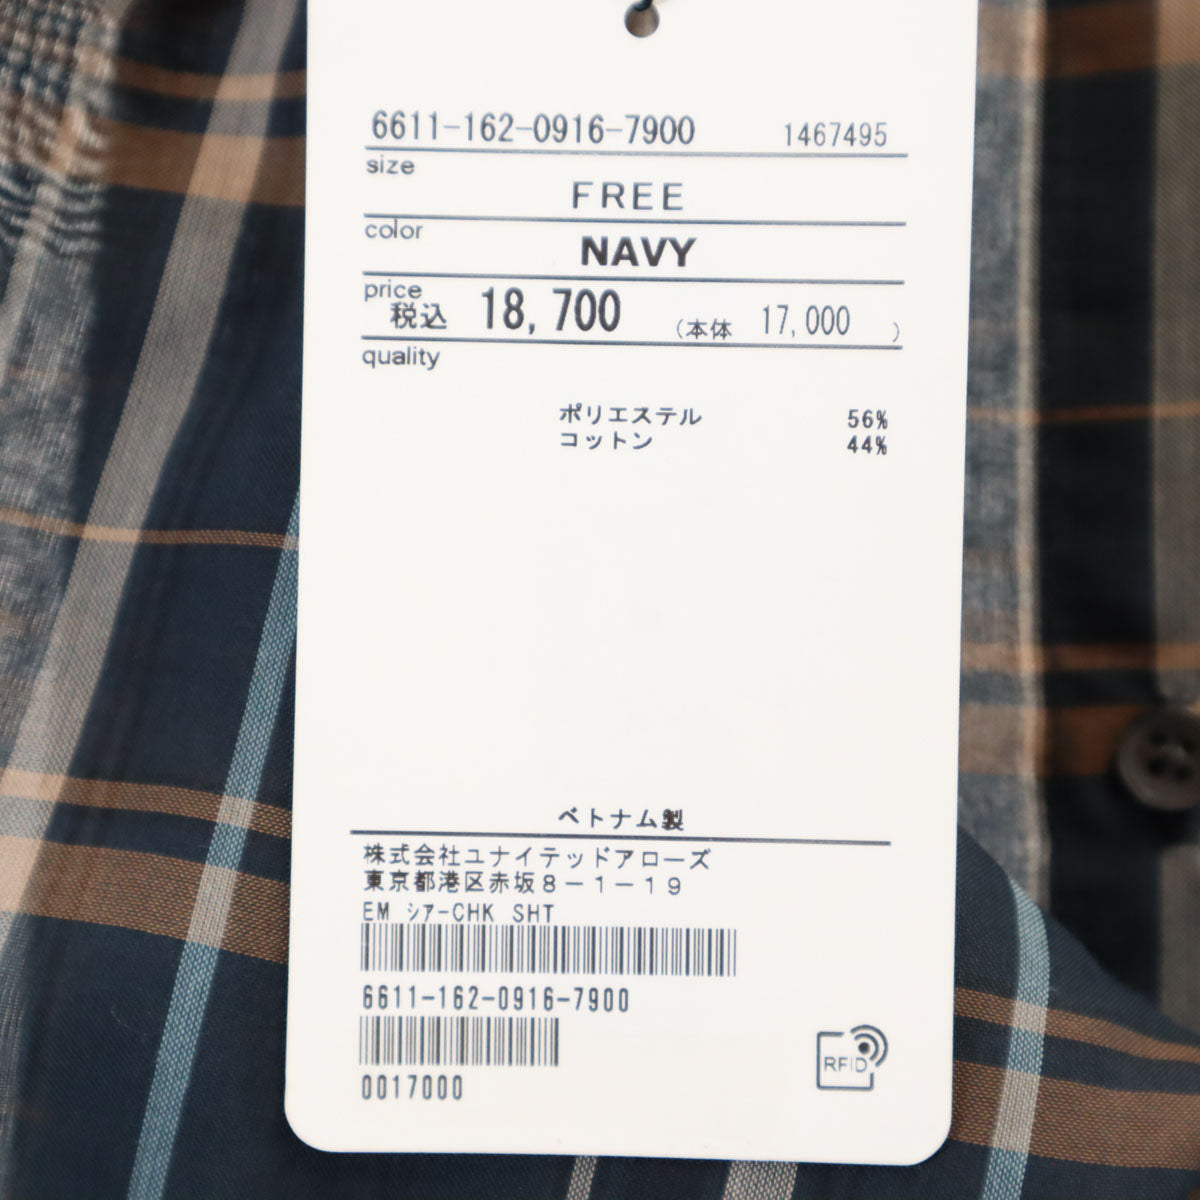 6611-162-0916-7900 1467495
size
FREE
color
NAVY
price
税込 18,700 (本体 17,000 )
quality
ポリエステル 56%
コットン 44%
ベトナム製
株式会社ユナイテッドアローズ
東京都港区赤坂8-1-19
EM シアーCHK SHT
6611-162-0916-7900
RFID
0017000